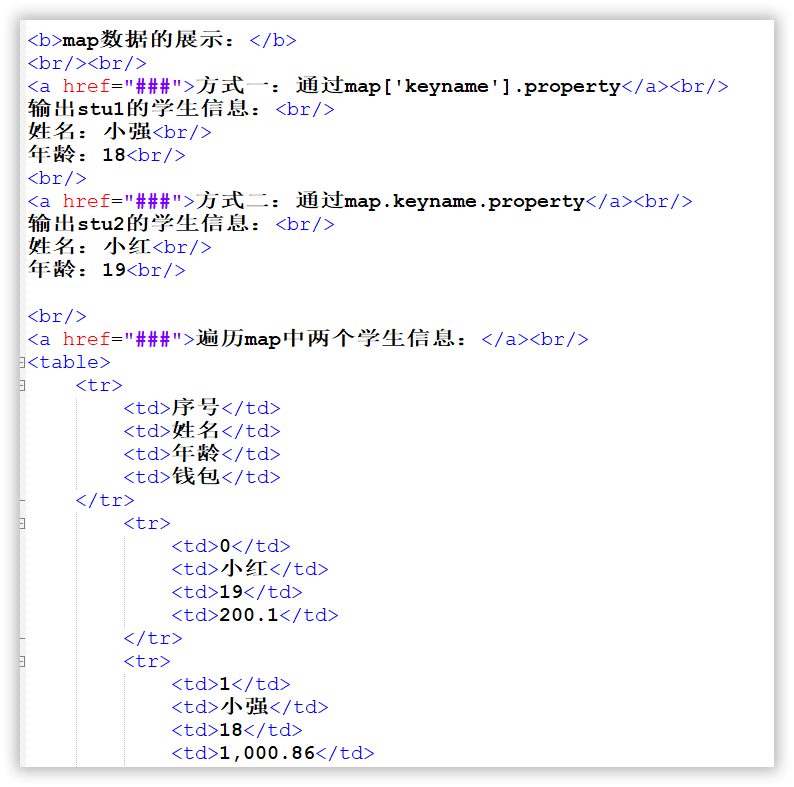 <b>map数据的展示：</b>
<br/><br/>
<a href="###">方式一：通过map['keyname'].property</a><br/>
输出stu1的学生信息：<br/>
姓名：小强<br/>
年龄：18<br/>
<br/>
<a href="###">方式二：通过map.keyname.property</a><br/>
输出stu2的学生信息：<br/>
姓名：小红<br/>
年龄：19<br/>
<br/>
<a href="###">遍历map中两个学生信息：</a><br/>
<table>
<tr>
<td>序号</td>
<td>姓名</td>
<td>年龄</td>
<td>钱包</td>
</tr>
<tr>
<td>0</td>
<td>小红</td>
<td>19</td>
<td>200.1</td>
</tr>
<tr>
<td>1</td>
<td>小强</td>
<td>18</td>
<td>1,000.86</td>